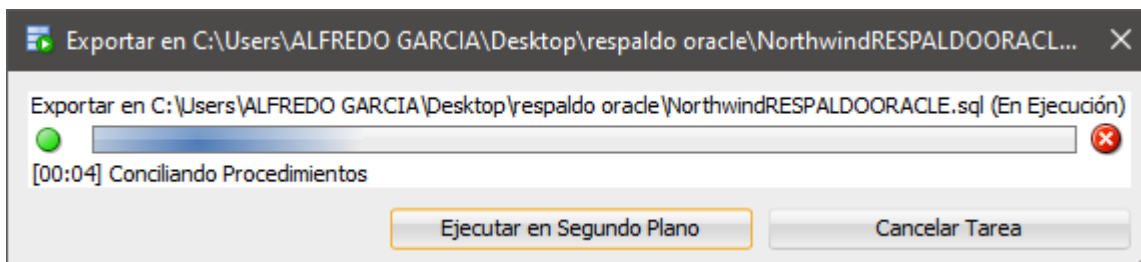 Exportar en C:\Users\ALFREDO GARCIA\Desktop\respaldo oracle\NorthwindRESPALDOORACL...
Exportar en C:\Users\ALFREDO GARCIA\Desktop\respaldo oracle\NorthwindRESPALDOORACLE.sql (En Ejecución)
[00:04] Conciliando Procedimientos
Ejecutar en Segundo Plano
Cancelar Tarea